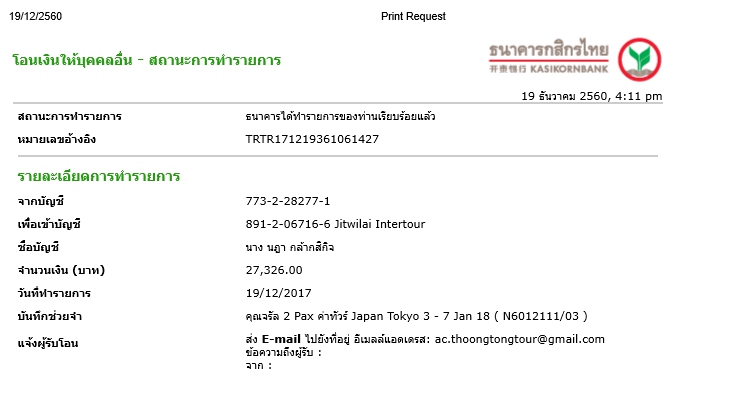 19/12/2560 Print Request
โอนเงินให้บุคคลอื่น - สถานะการทำรายการ
ธนาคารกสิกรไทย
开泰银行 KASIKORNBANK
19 ธันวาคม 2560, 4:11 pm
สถานะการทำรายการ ธนาคารได้ทำรายการของท่านเรียบร้อยแล้ว
หมายเลขอ้างอิง TRTR171219361061427
รายละเอียดการทำรายการ
จากบัญชี 773-2-28277-1
เพื่อเข้าบัญชี 891-2-06716-6 Jitwilai Intertour
ชื่อบัญชี นาง นฎา กล้ากสิกิจ
จำนวนเงิน (บาท) 27,326.00
วันที่ทำรายการ 19/12/2017
บันทึกช่วยจำ คุณจรัล 2 Pax ค่าทัวร์ Japan Tokyo 3 - 7 Jan 18 ( N6012111/03 )
แจ้งผู้รับโอน ส่ง E-mail ไปยังที่อยู่ อีเมลล์แอดเดรส: ac.thoongtongtour@gmail.com
ข้อความถึงผู้รับ :
จาก :